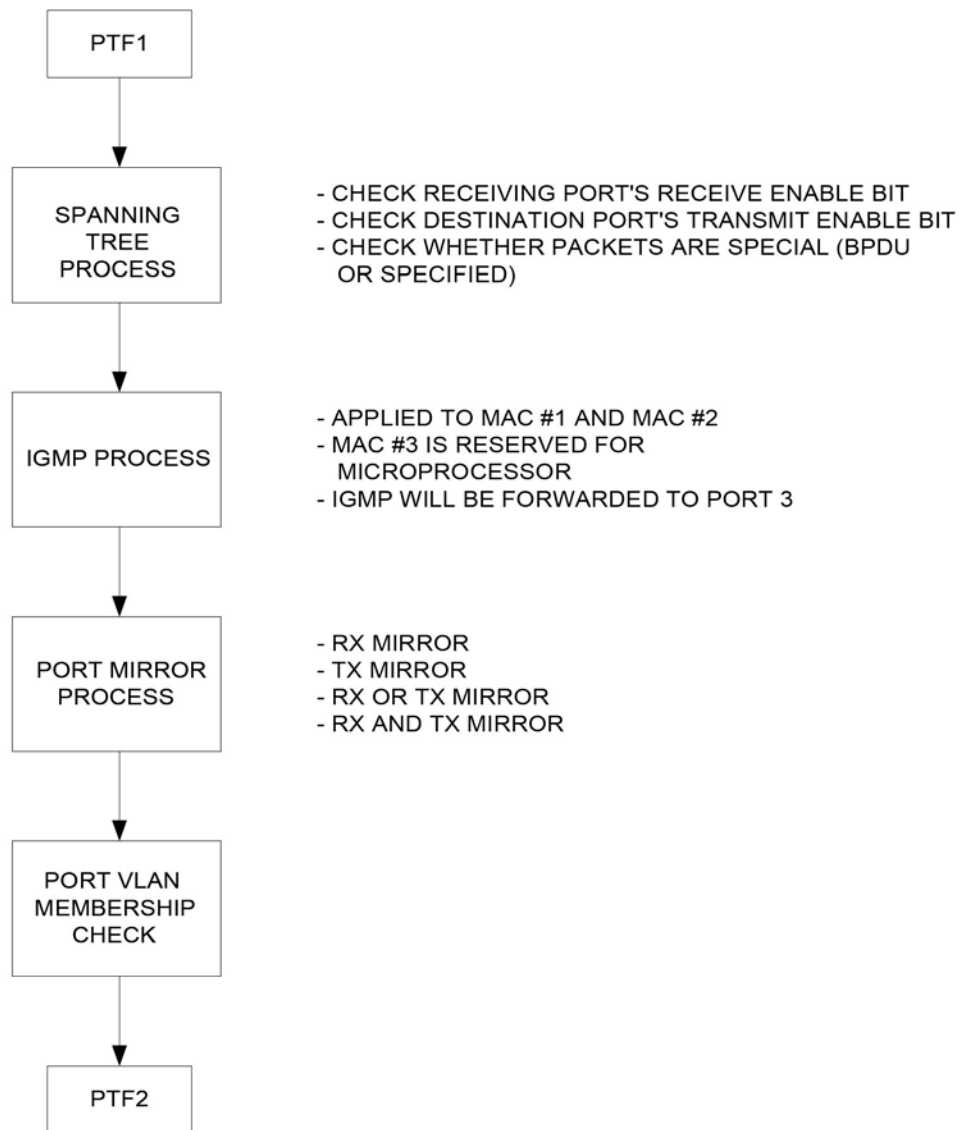 PTF1
SPANNING
TREE
PROCESS
- CHECK RECEIVING PORT'S RECEIVE ENABLE BIT
- CHECK DESTINATION PORT'S TRANSMIT ENABLE BIT
- CHECK WHETHER PACKETS ARE SPECIAL (BPDU
OR SPECIFIED)
IGMP PROCESS
- APPLIED TO MAC #1 AND MAC #2
- MAC #3 IS RESERVED FOR
MICROPROCESSOR
- IGMP WILL BE FORWARDED TO PORT 3
PORT MIRROR
PROCESS
- RX MIRROR
- TX MIRROR
- RX OR TX MIRROR
- RX AND TX MIRROR
PORT VLAN
MEMBERSHIP
CHECK
PTF2